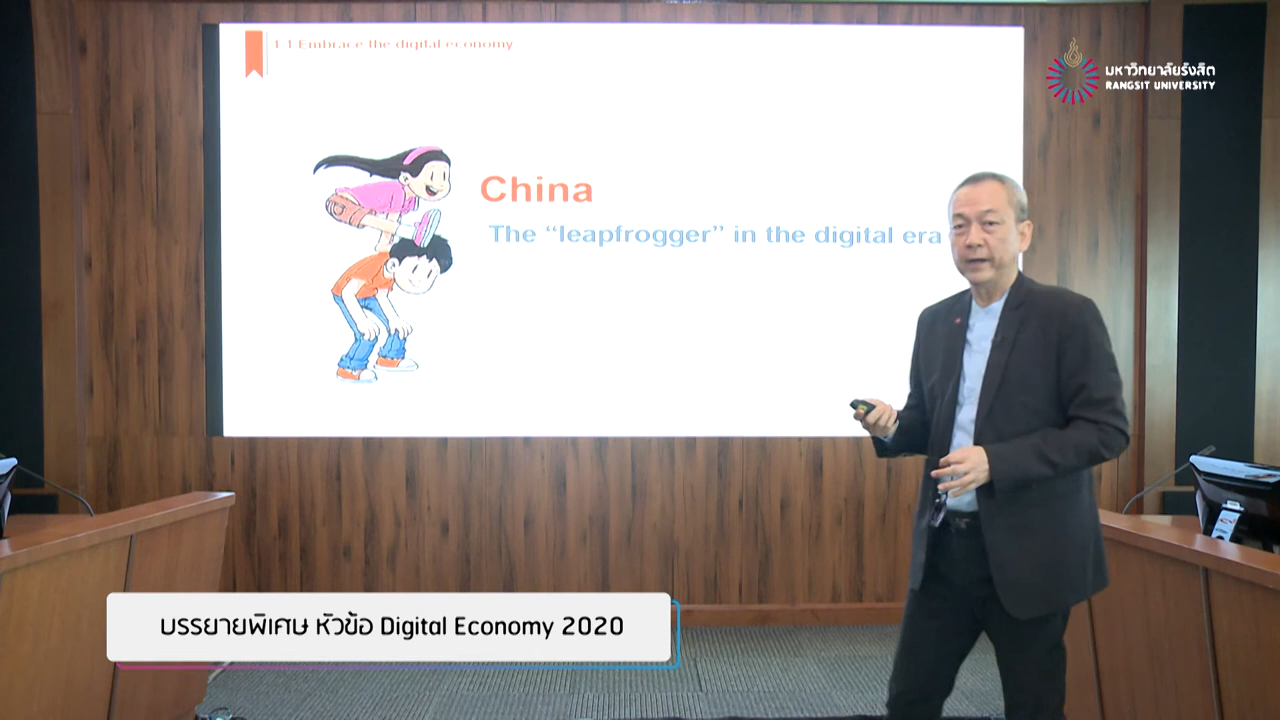 1.1 Embrace the digital economy
มหาวิทยาลัยรังสิต
RANGSIT UNIVERSITY
China
The “leapfrogger” in the digital era
บรรยายพิเศษ หัวข้อ Digital Economy 2020